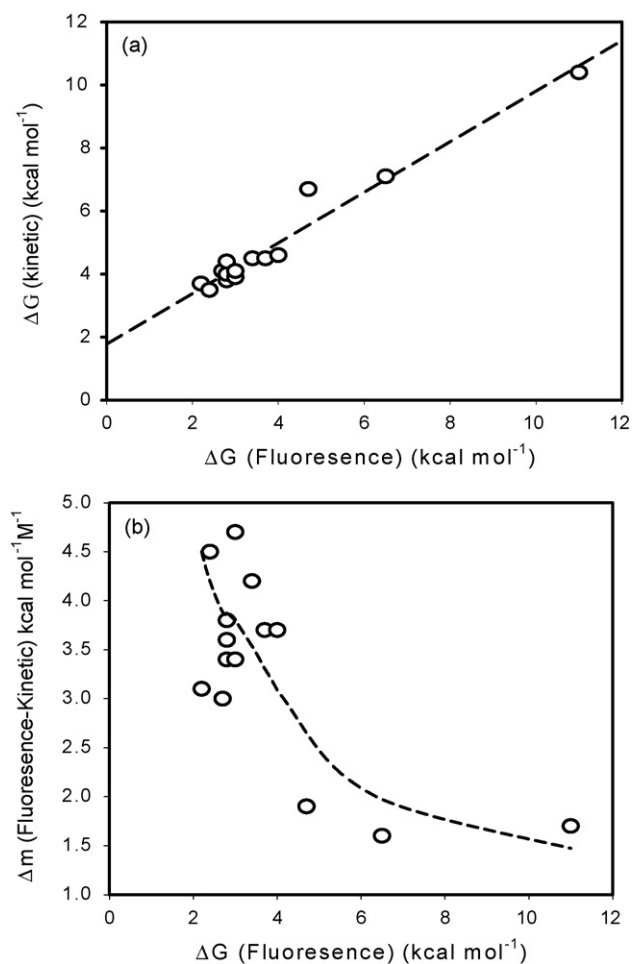 (a)
ΔG (kinetic) (kcal mol⁻¹)
12
10
8
6
4
2
0
0 2 4 6 8 10 12
ΔG (Fluoresence) (kcal mol⁻¹)
(b)
Δm (Fluoresence-Kinetic) kcal mol⁻¹M⁻¹
5.0
4.5
4.0
3.5
3.0
2.5
2.0
1.5
1.0
0 2 4 6 8 10 12
ΔG (Fluoresence) (kcal mol⁻¹)